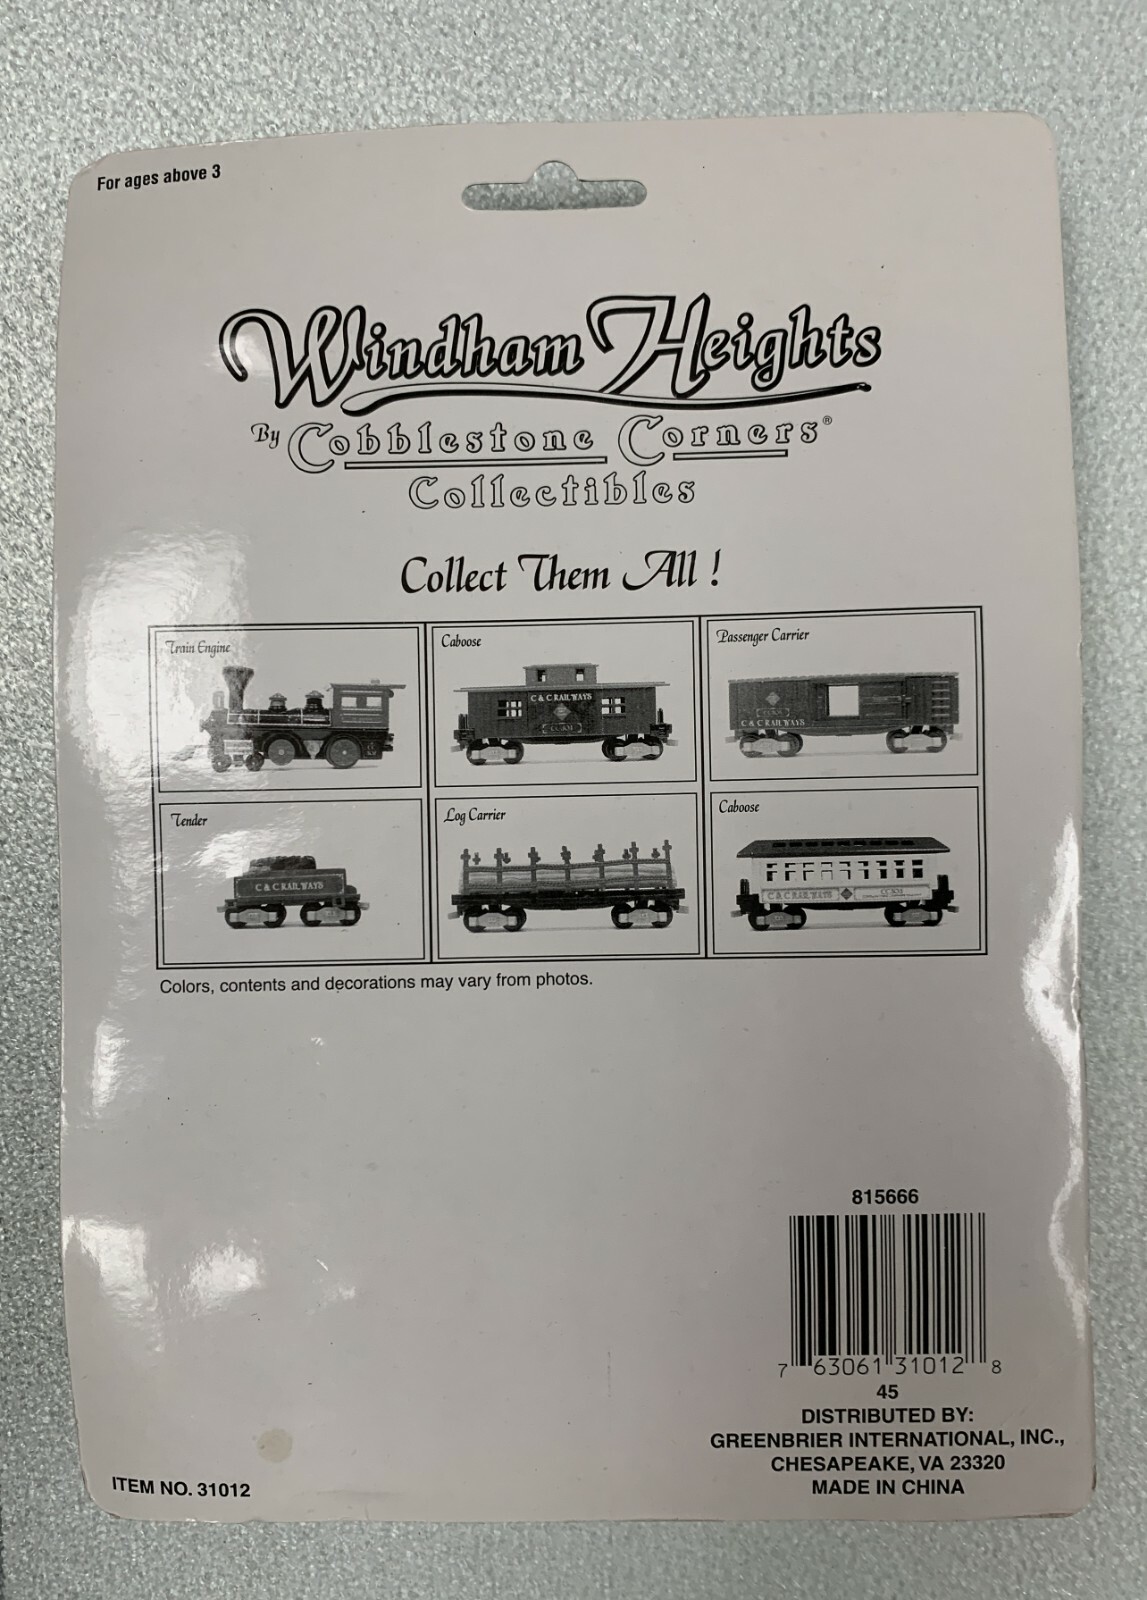 For ages above 3
Windham Heights
By Cobblestone Corners®
Collectibles
Collect Them All !
Train Engine
Caboose
C & C RAILWAYS
Passenger Carrier
C & C RAILWAYS
Tender
C & C RAILWAYS
Log Carrier
Caboose
C & C RAILWAYS
Colors, contents and decorations may vary from photos.
815666
7 63061 31012 8
45
DISTRIBUTED BY:
GREENBRIER INTERNATIONAL, INC.,
CHESAPEAKE, VA 23320
MADE IN CHINA
ITEM NO. 31012